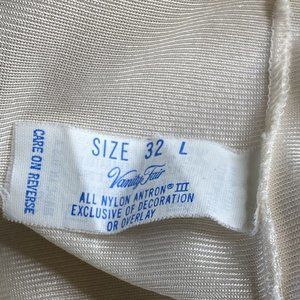 SIZE 32 L
Vanity Fair
ALL NYLON ANTRON® III
EXCLUSIVE OF DECORATION
OR OVERLAY
CARE ON REVERSE